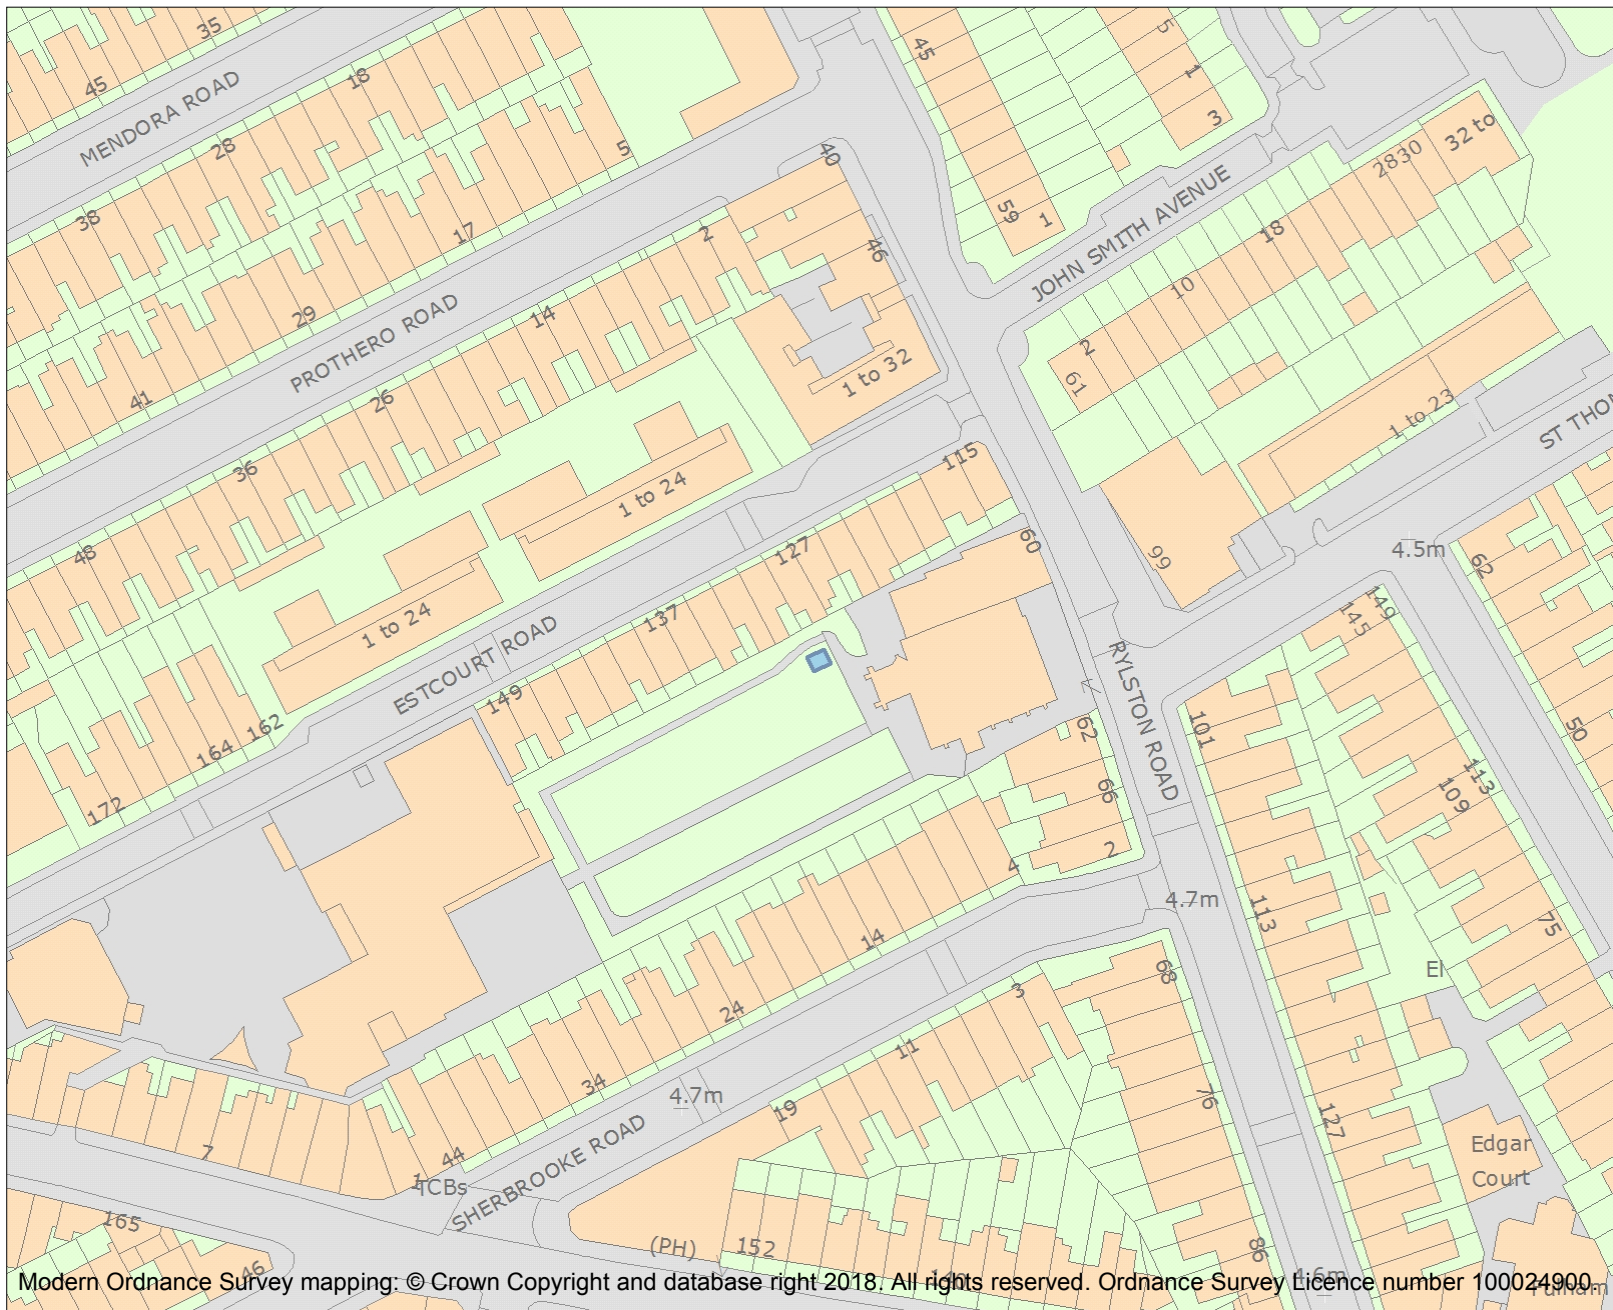 35
45
MENDORA ROAD
18
28
38
5
17
29
41
PROTHERO ROAD
45
5
1
3
59
1
JOHN SMITH AVENUE
2830
32 to
18
10
2
61
40
46
2
14
26
36
48
1 to 32
1 to 24
1 to 24
1 to 23
ST THOM
115
127
137
149
ESTCOURT ROAD
162
164
172
60
99
4.5m
62
149
145
50
RYLSTON ROAD
101
62
66
2
4
113
109
113
75
4.7m
14
24
34
44
68
El
3
11
19
4.7m
SHERBROOKE ROAD
76
127
Edgar
Court
7
1
TCBs
165
(PH)
152
46
86
140
4.6m
Fulham
Modern Ordnance Survey mapping: © Crown Copyright and database right 2018. All rights reserved. Ordnance Survey Licence number 100024900.